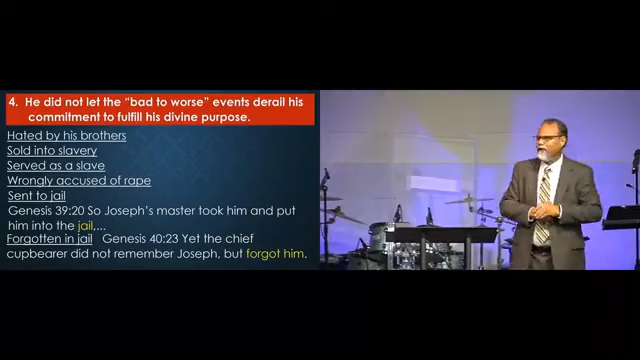 4. He did not let the “bad to worse” events derail his
commitment to fulfill his divine purpose.
Hated by his brothers
Sold into slavery
Served as a slave
Wrongly accused of rape
Sent to jail
Genesis 39:20 So Joseph’s master took him and put
him into the jail,...
Forgotten in jail Genesis 40:23 Yet the chief
cupbearer did not remember Joseph, but forgot him.